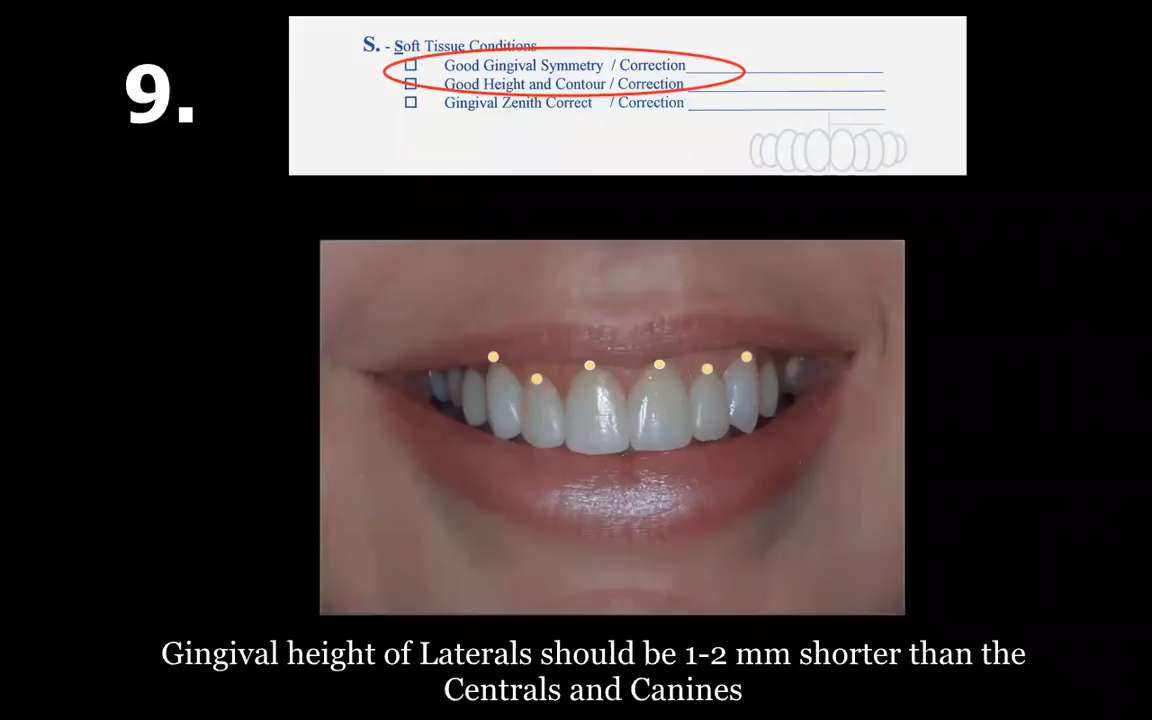 9.
S. - Soft Tissue Conditions
☐ Good Gingival Symmetry / Correction
☐ Good Height and Contour / Correction
☐ Gingival Zenith Correct / Correction
Gingival height of Laterals should be 1-2 mm shorter than the
Centrals and Canines